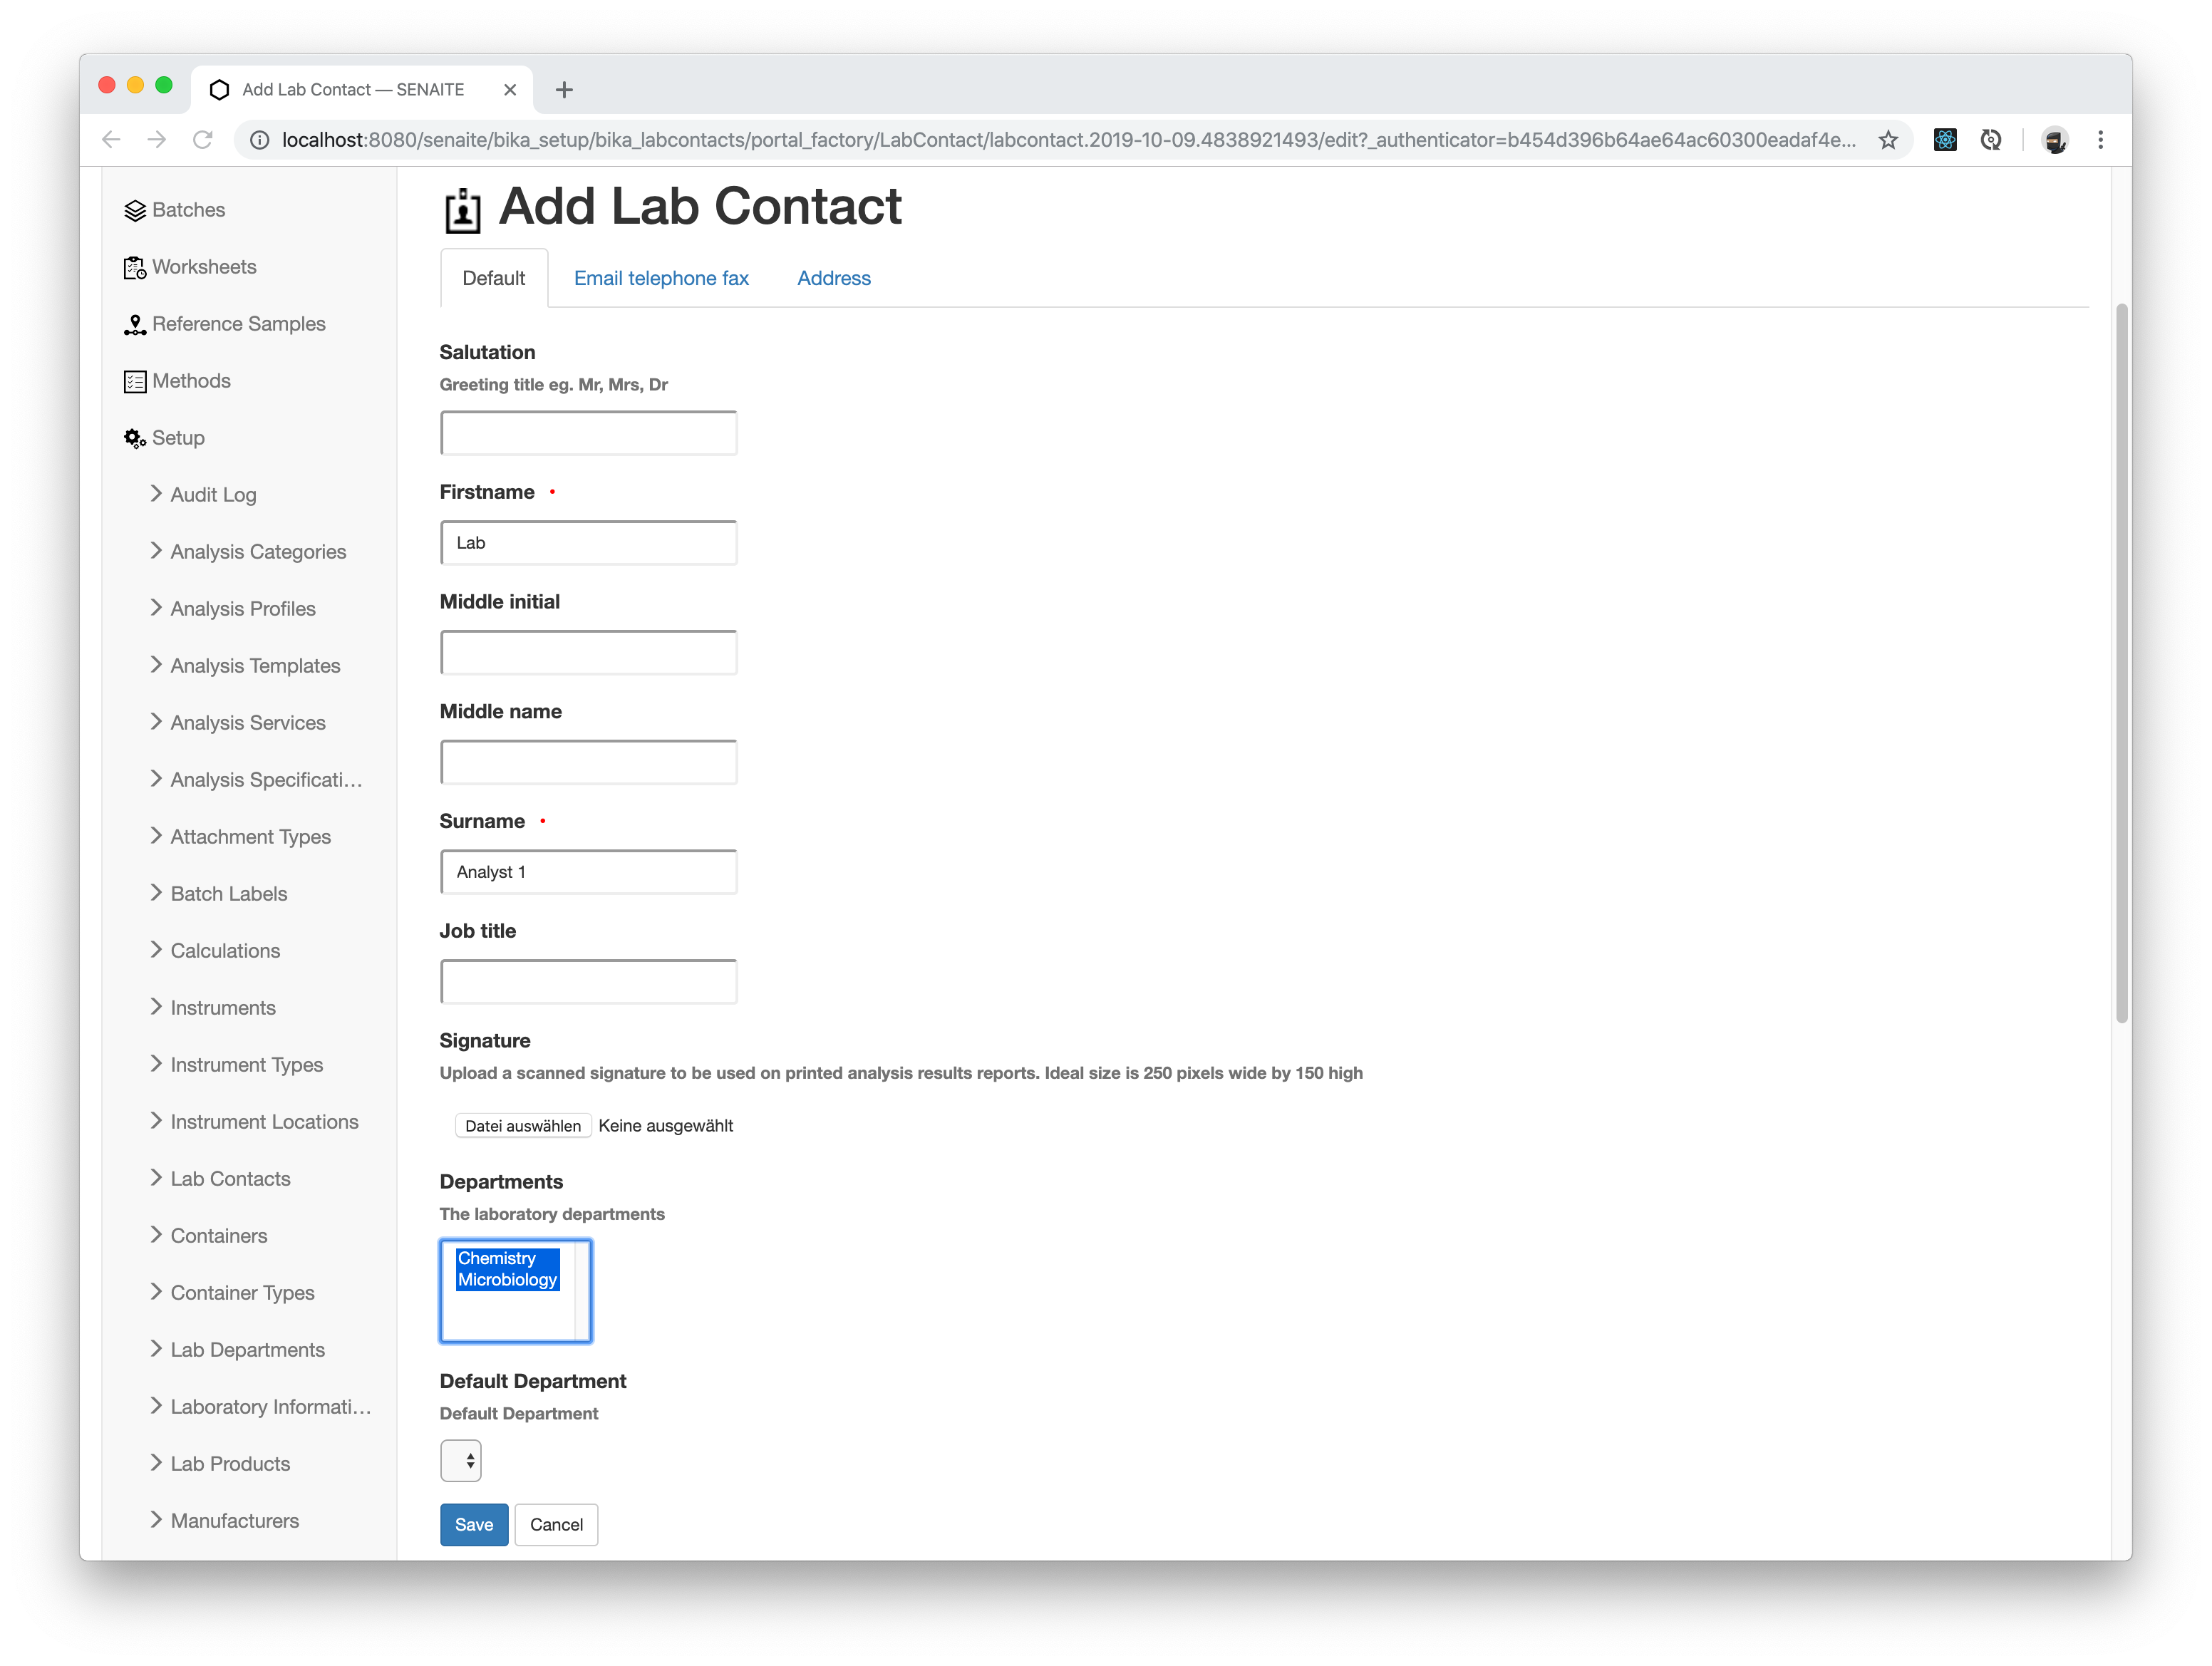 Add Lab Contact — SENAITE
localhost:8080/senaite/bika_setup/bika_labcontacts/portal_factory/LabContact/labcontact.2019-10-09.4838921493/edit?_authenticator=b454d396b64ae64ac60300eadaf4e...
Batches
Worksheets
Reference Samples
Methods
Setup
Audit Log
Analysis Categories
Analysis Profiles
Analysis Templates
Analysis Services
Analysis Specificati...
Attachment Types
Batch Labels
Calculations
Instruments
Instrument Types
Instrument Locations
Lab Contacts
Containers
Container Types
Lab Departments
Laboratory Informati...
Lab Products
Manufacturers
Add Lab Contact
Default Email telephone fax Address
Salutation
Greeting title eg. Mr, Mrs, Dr
Firstname
Lab
Middle initial
Middle name
Surname
Analyst 1
Job title
Signature
Upload a scanned signature to be used on printed analysis results reports. Ideal size is 250 pixels wide by 150 high
Datei auswählen Keine ausgewählt
Departments
The laboratory departments
Chemistry
Microbiology
Default Department
Default Department
Save Cancel